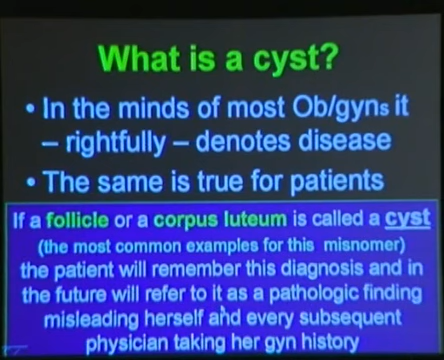 What is a cyst?
• In the minds of most Ob/gyns it
– rightfully – denotes disease
• The same is true for patients
If a follicle or a corpus luteum is called a cyst
(the most common examples for this misnomer)
the patient will remember this diagnosis and in
the future will refer to it as a pathologic finding
misleading herself and every subsequent
physician taking her gyn history